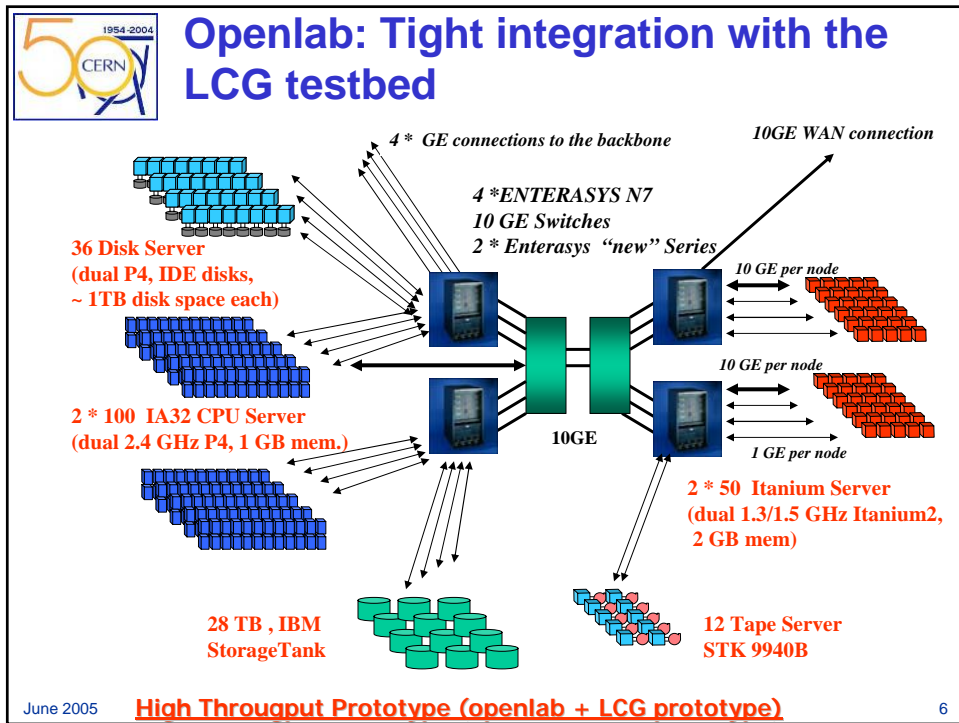 1954-2004
50
CERN
Openlab: Tight integration with the
LCG testbed
4 * GE connections to the backbone
10GE WAN connection
4 *ENTERASYS N7
10 GE Switches
2 * Enterasys “new” Series
36 Disk Server
(dual P4, IDE disks,
~ 1TB disk space each)
10 GE per node
10 GE per node
2 * 100 IA32 CPU Server
(dual 2.4 GHz P4, 1 GB mem.)
10GE
1 GE per node
2 * 50 Itanium Server
(dual 1.3/1.5 GHz Itanium2,
2 GB mem)
28 TB , IBM
StorageTank
12 Tape Server
STK 9940B
June 2005
High Througput Prototype (openlab + LCG prototype)
6